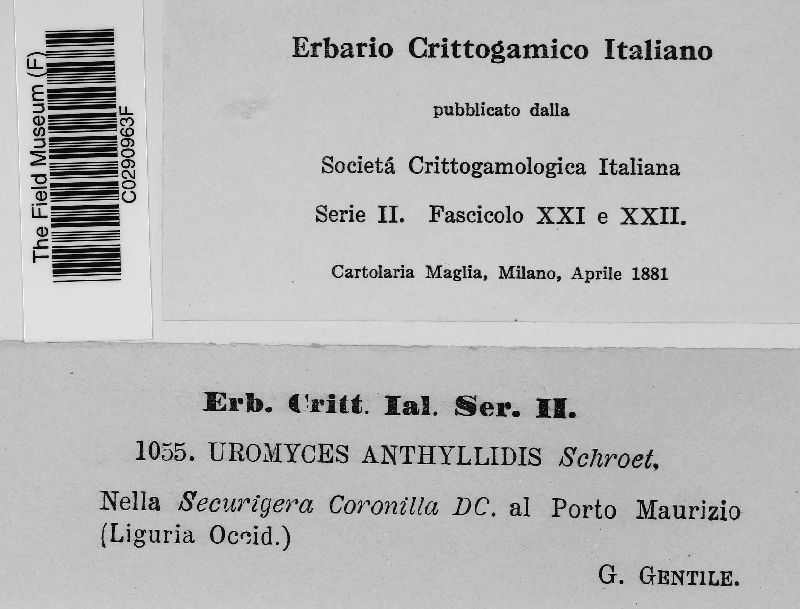 The Field Museum (F)
C0290963F
Erbario Crittogamico Italiano
pubblicato dalla
Societá Crittogamologica Italiana
Serie II. Fascicolo XXI e XXII.
Cartolaria Maglia, Milano, Aprile 1881
Erb. Critt. Ial. Ser. II.
1055. UROMYCES ANTHYLLIDIS Schroet,
Nella Securigera Coronilla DC. al Porto Maurizio
(Liguria Occid.)
G. GENTILE.